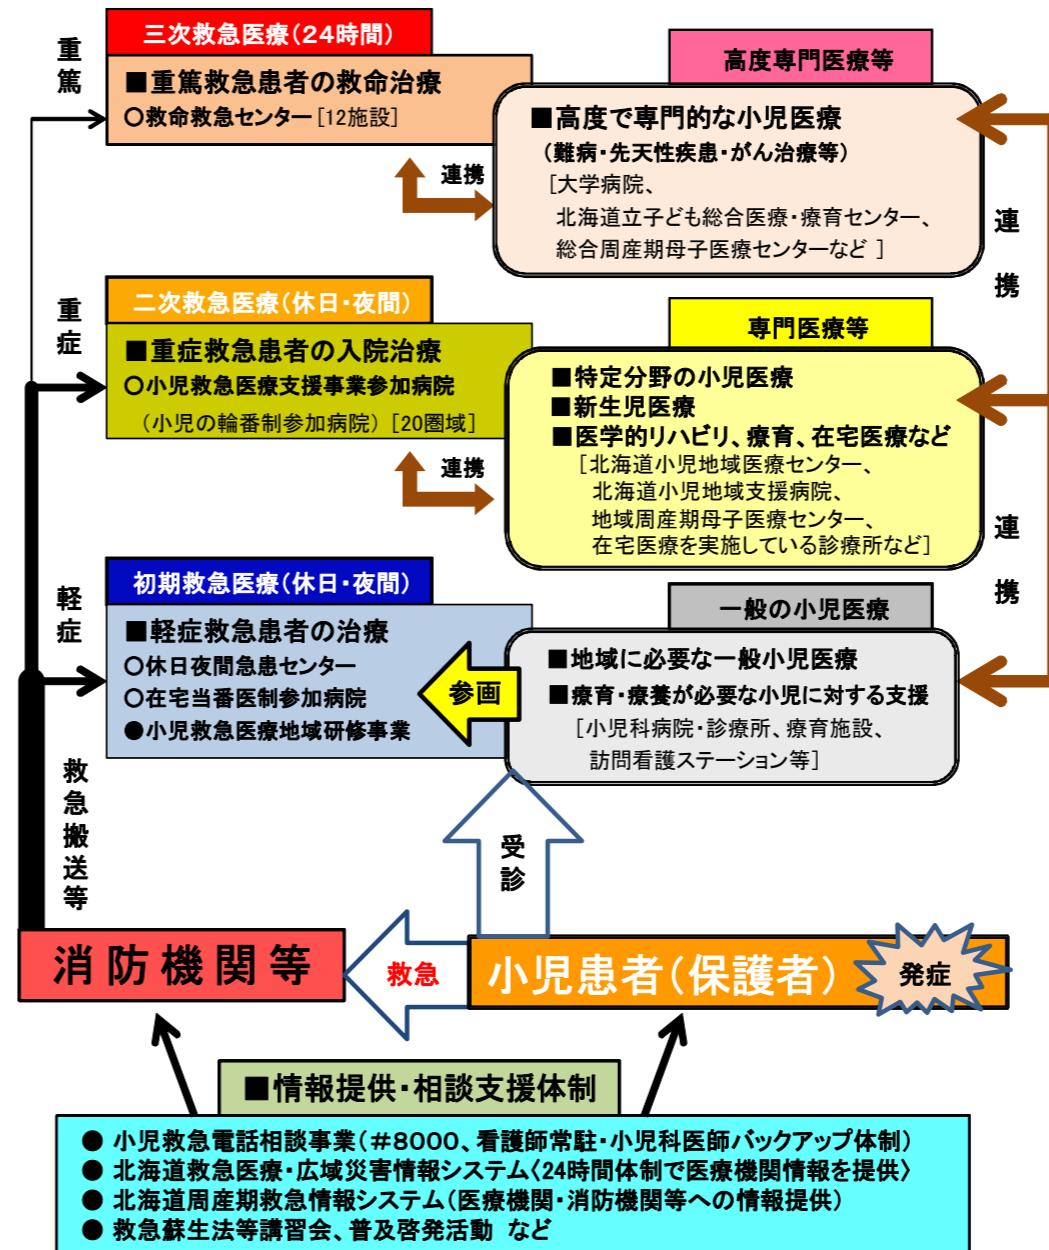 重篤
三次救急医療（24時間）
■重篤救急患者の救命治療
○救命救急センター［12施設］
高度専門医療等
■高度で専門的な小児医療
（難病・先天性疾患・がん治療等）
［大学病院、
北海道立子ども総合医療・療育センター、
総合周産期母子医療センターなど ］
連携
連携
重症
二次救急医療（休日・夜間）
■重症救急患者の入院治療
○小児救急医療支援事業参加病院
（小児の輪番制参加病院）［20圏域］
専門医療等
■特定分野の小児医療
■新生児医療
■医学的リハビリ、療育、在宅医療など
［北海道小児地域医療センター、
北海道小児地域支援病院、
地域周産期母子医療センター、
在宅医療を実施している診療所など］
連携
連携
軽症
初期救急医療（休日・夜間）
■軽症救急患者の治療
○休日夜間急患センター
○在宅当番医制参加病院
●小児救急医療地域研修事業
参画
一般の小児医療
■地域に必要な一般小児医療
■療育・療養が必要な小児に対する支援
［小児科病院・診療所、療育施設、
訪問看護ステーション等］
救急搬送等
受診
消防機関等
救急
小児患者（保護者）
発症
■情報提供・相談支援体制
● 小児救急電話相談事業（＃8000、看護師常駐・小児科医師バックアップ体制）
● 北海道救急医療・広域災害情報システム〈24時間体制で医療機関情報を提供〉
● 北海道周産期救急情報システム（医療機関・消防機関等への情報提供）
● 救急蘇生法等講習会、普及啓発活動 など